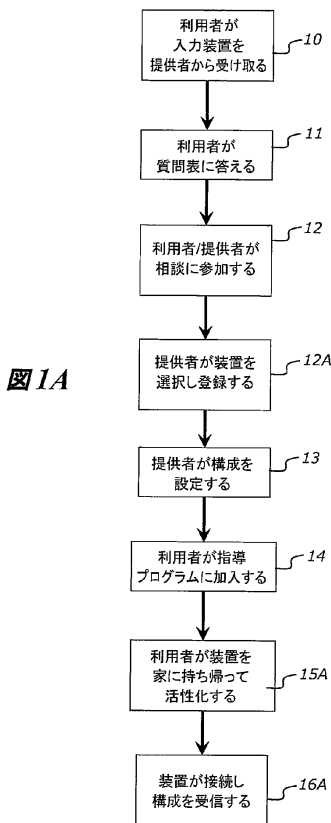 利用者が
入力装置を
提供者から受け取る
10
利用者が
質問表に答える
11
利用者/提供者が
相談に参加する
12
図1A
提供者が装置を
選択し登録する
12A
提供者が構成を
設定する
13
利用者が指導
プログラムに加入する
14
利用者が装置を
家に持ち帰って
活性化する
15A
装置が接続し
構成を受信する
16A